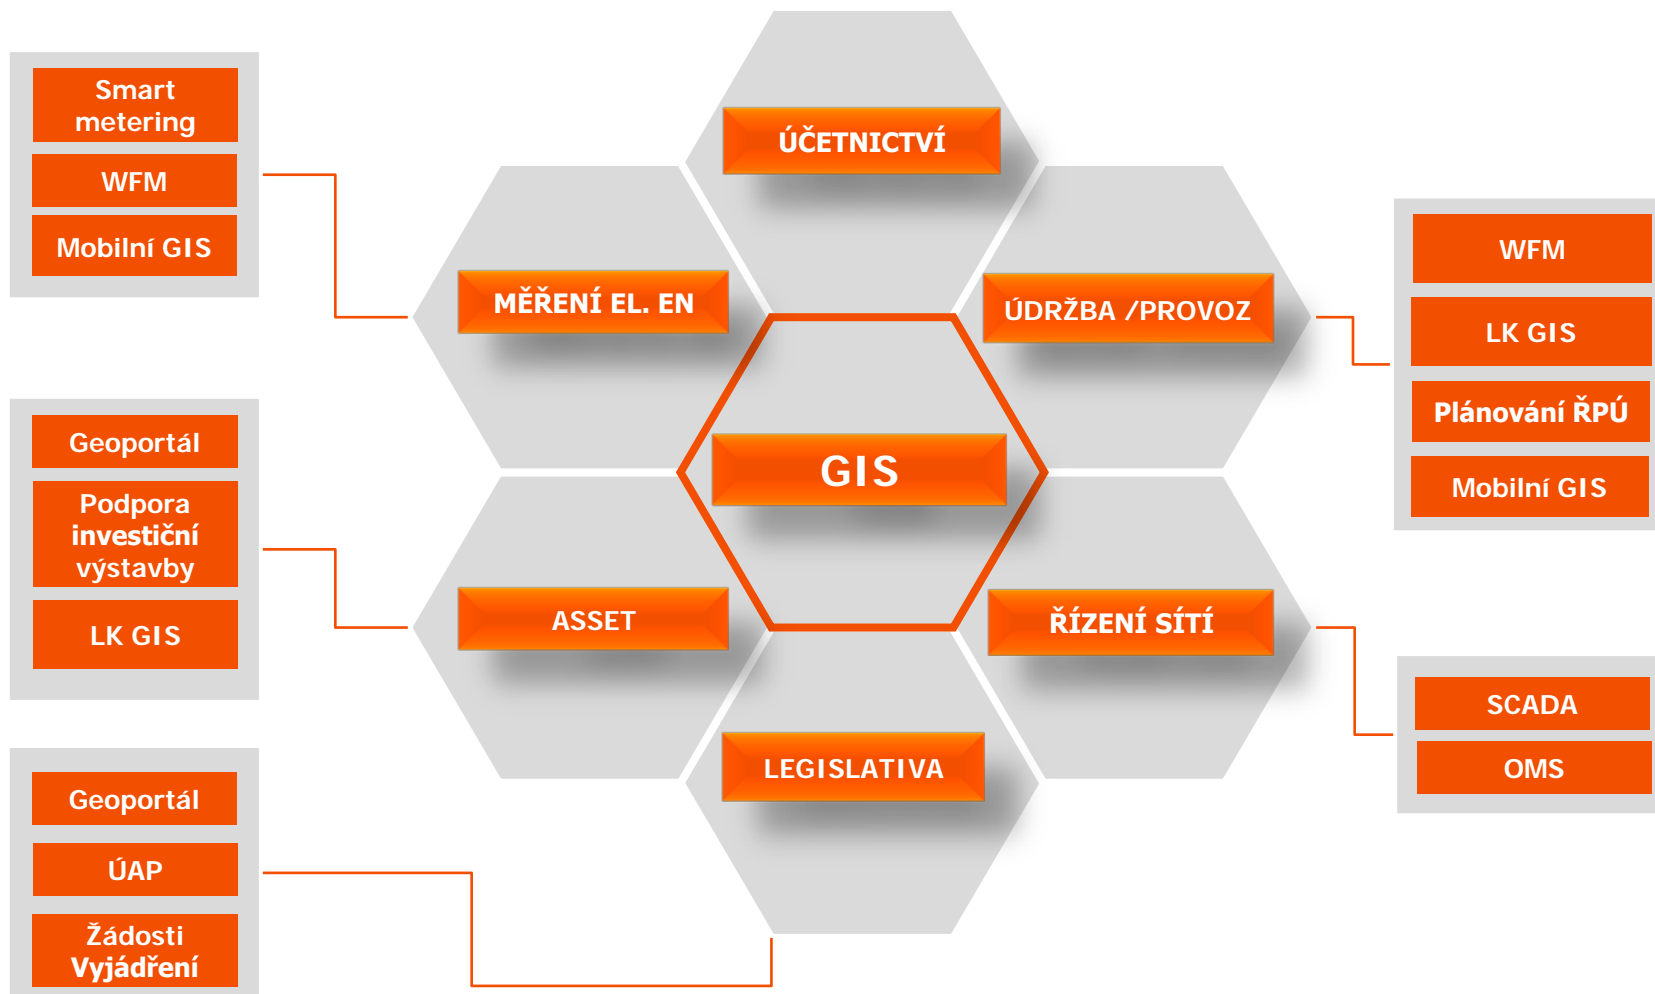 Smart
metering
WFM
Mobilní GIS
Geoportál
Podpora
investiční
výstavby
LK GIS
Geoportál
ÚAP
Žádosti
Vyjádření
ÚČETNICTVÍ
MĚŘENÍ EL. EN
ÚDRŽBA /PROVOZ
GIS
ASSET
ŘÍZENÍ SÍTÍ
LEGISLATIVA
WFM
LK GIS
Plánování ŘPÚ
Mobilní GIS
SCADA
OMS